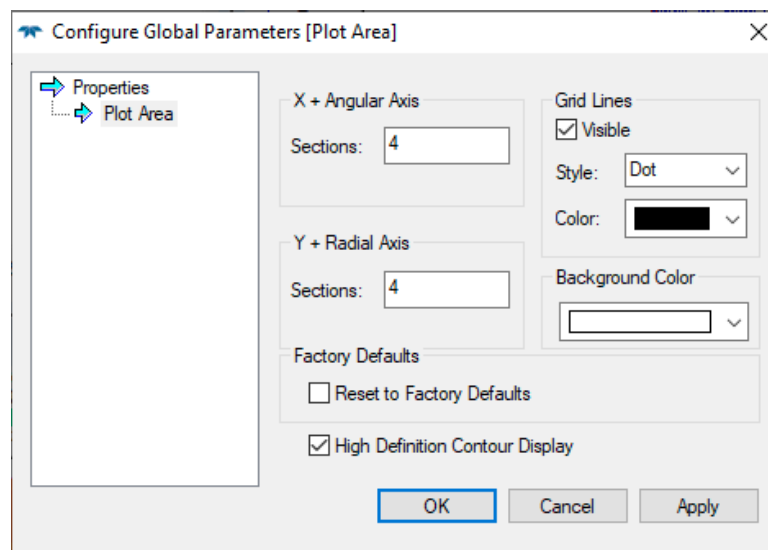 Configure Global Parameters [Plot Area]
Properties
Plot Area
X + Angular Axis
Sections: 4
Y + Radial Axis
Sections: 4
Grid Lines
Visible
Style: Dot
Color:
Background Color
Factory Defaults
Reset to Factory Defaults
High Definition Contour Display
OK Cancel Apply